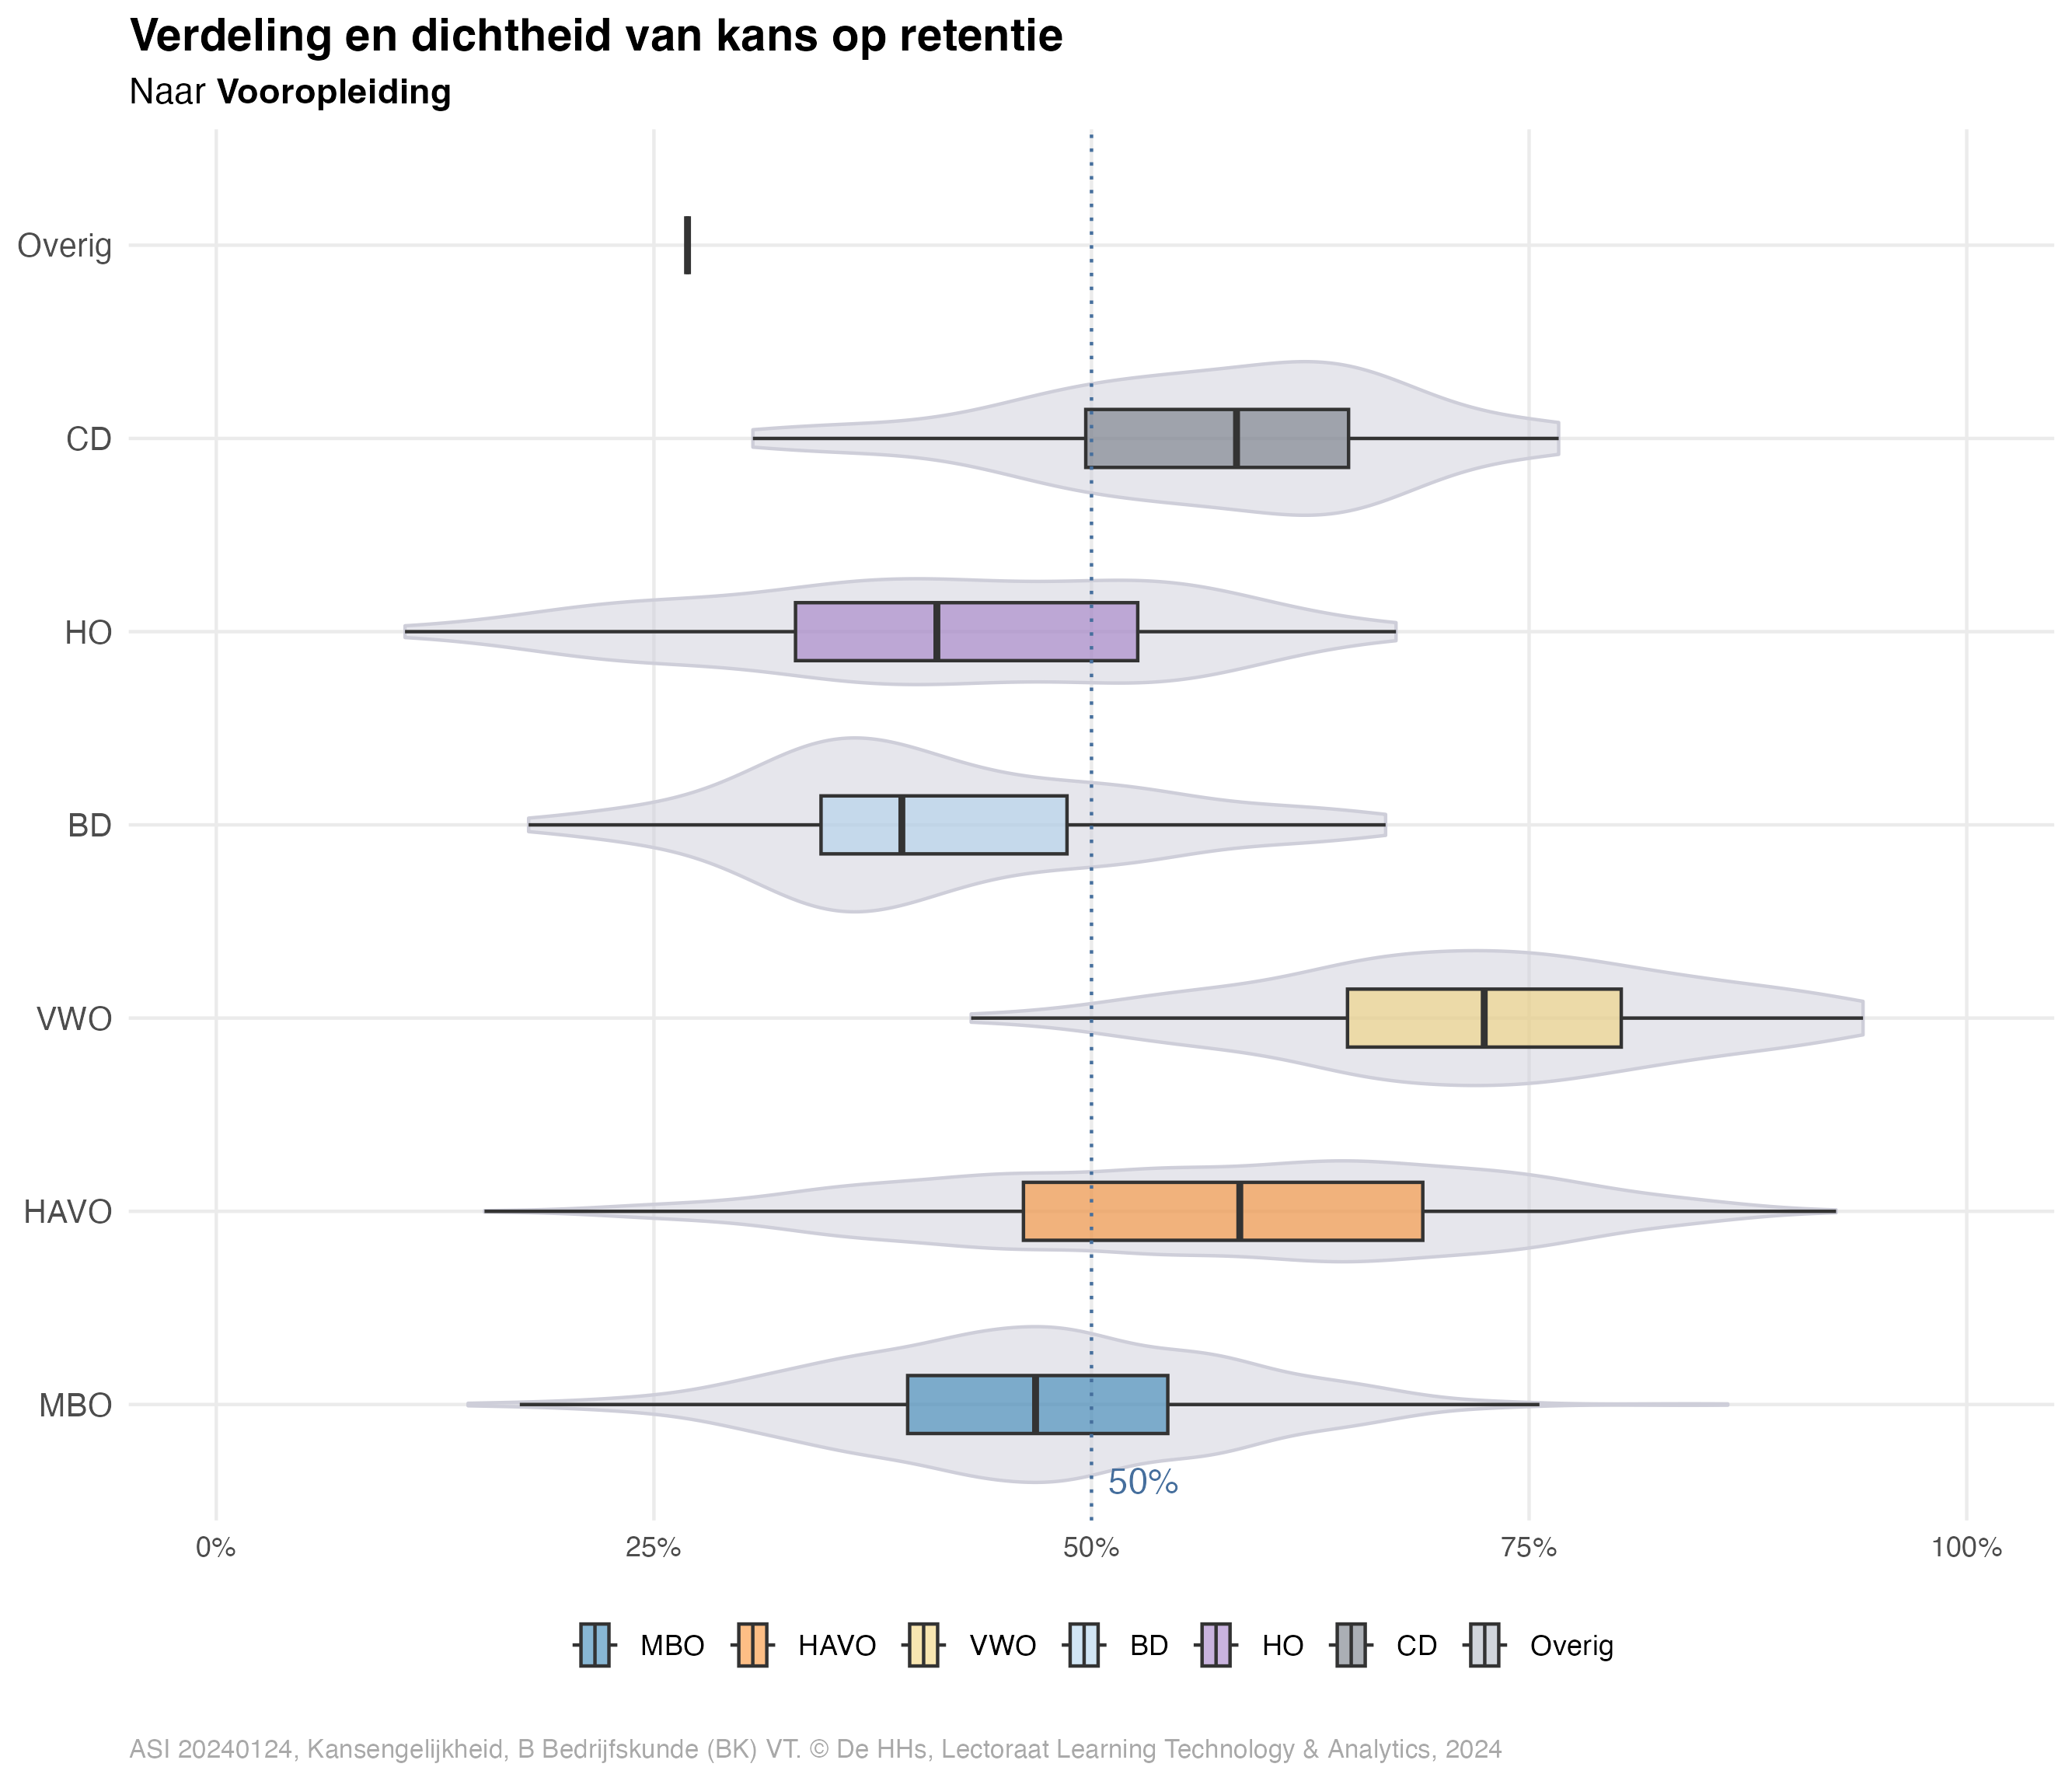 Verdeling en dichtheid van kans op retentie
Naar Vooropleiding
Overig
CD
HO
BD
VWO
HAVO
MBO
50%
0% 25% 50% 75% 100%
MBO HAVO VWO BD HO CD Overig
ASI 20240124, Kansengelijkheid, B Bedrijfskunde (BK) VT. © De HHs, Lectoraat Learning Technology & Analytics, 2024